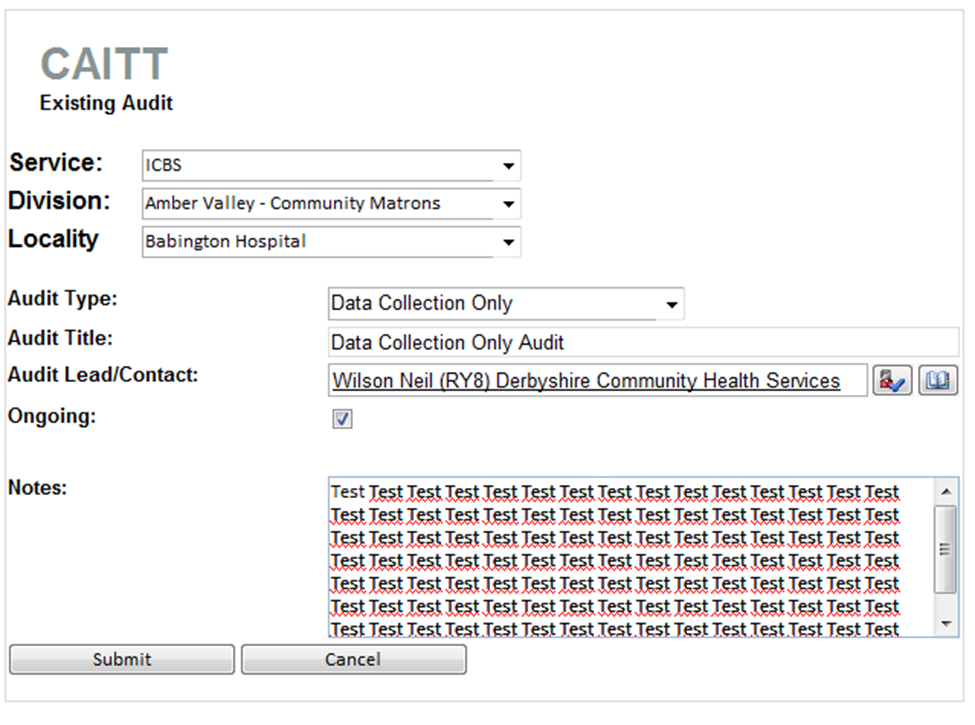 CAITT
Existing Audit
Service: ICBS
Division: Amber Valley - Community Matrons
Locality Babington Hospital
Audit Type: Data Collection Only
Audit Title: Data Collection Only Audit
Audit Lead/Contact: Wilson Neil (RY8) Derbyshire Community Health Services
Ongoing:
Notes: Test Test Test Test Test Test Test Test Test Test Test Test Test Test Test
Test Test Test Test Test Test Test Test Test Test Test Test Test Test Test
Test Test Test Test Test Test Test Test Test Test Test Test Test Test Test
Test Test Test Test Test Test Test Test Test Test Test Test Test Test Test
Test Test Test Test Test Test Test Test Test Test Test Test Test Test Test
Test Test Test Test Test Test Test Test Test Test Test Test Test Test Test
Test Test Test Test Test Test Test Test Test Test Test Test Test Test Test
Submit Cancel